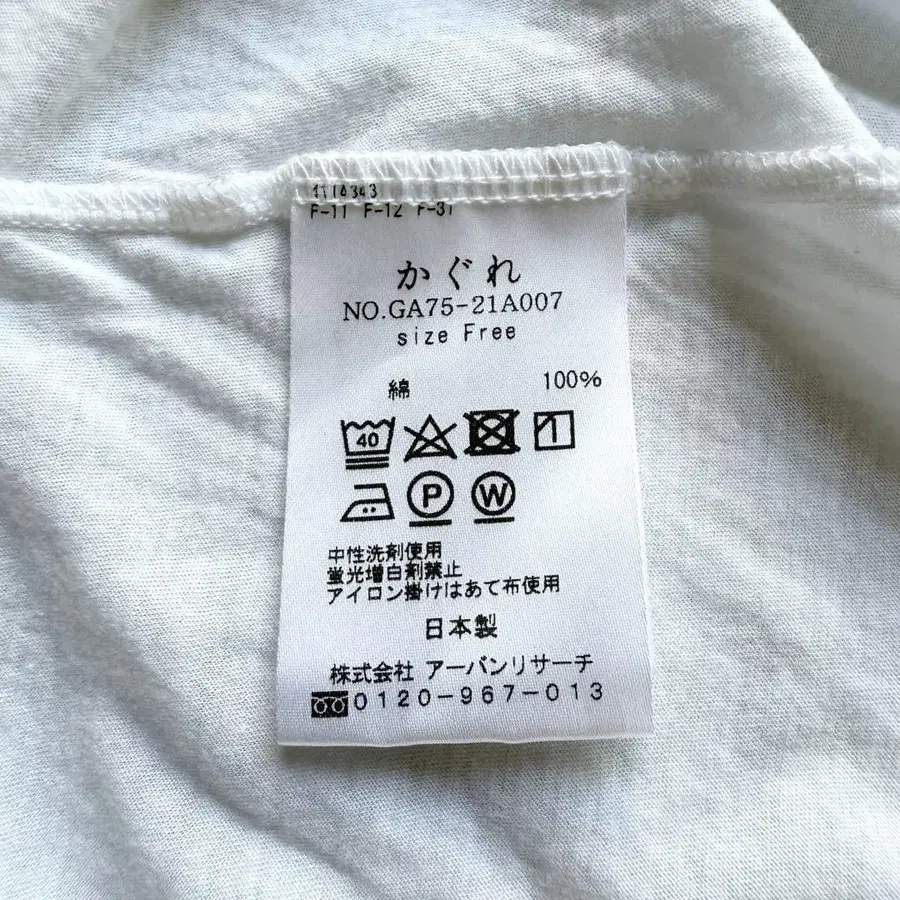 1114343
F-11 F-12 F-31
かぐれ
NO.GA75-21A007
size Free
綿 100%
40
P W
中性洗剤使用
蛍光増白剤禁止
アイロン掛けはあて布使用
日本製
株式会社 アーバンリサーチ
0120-967-013